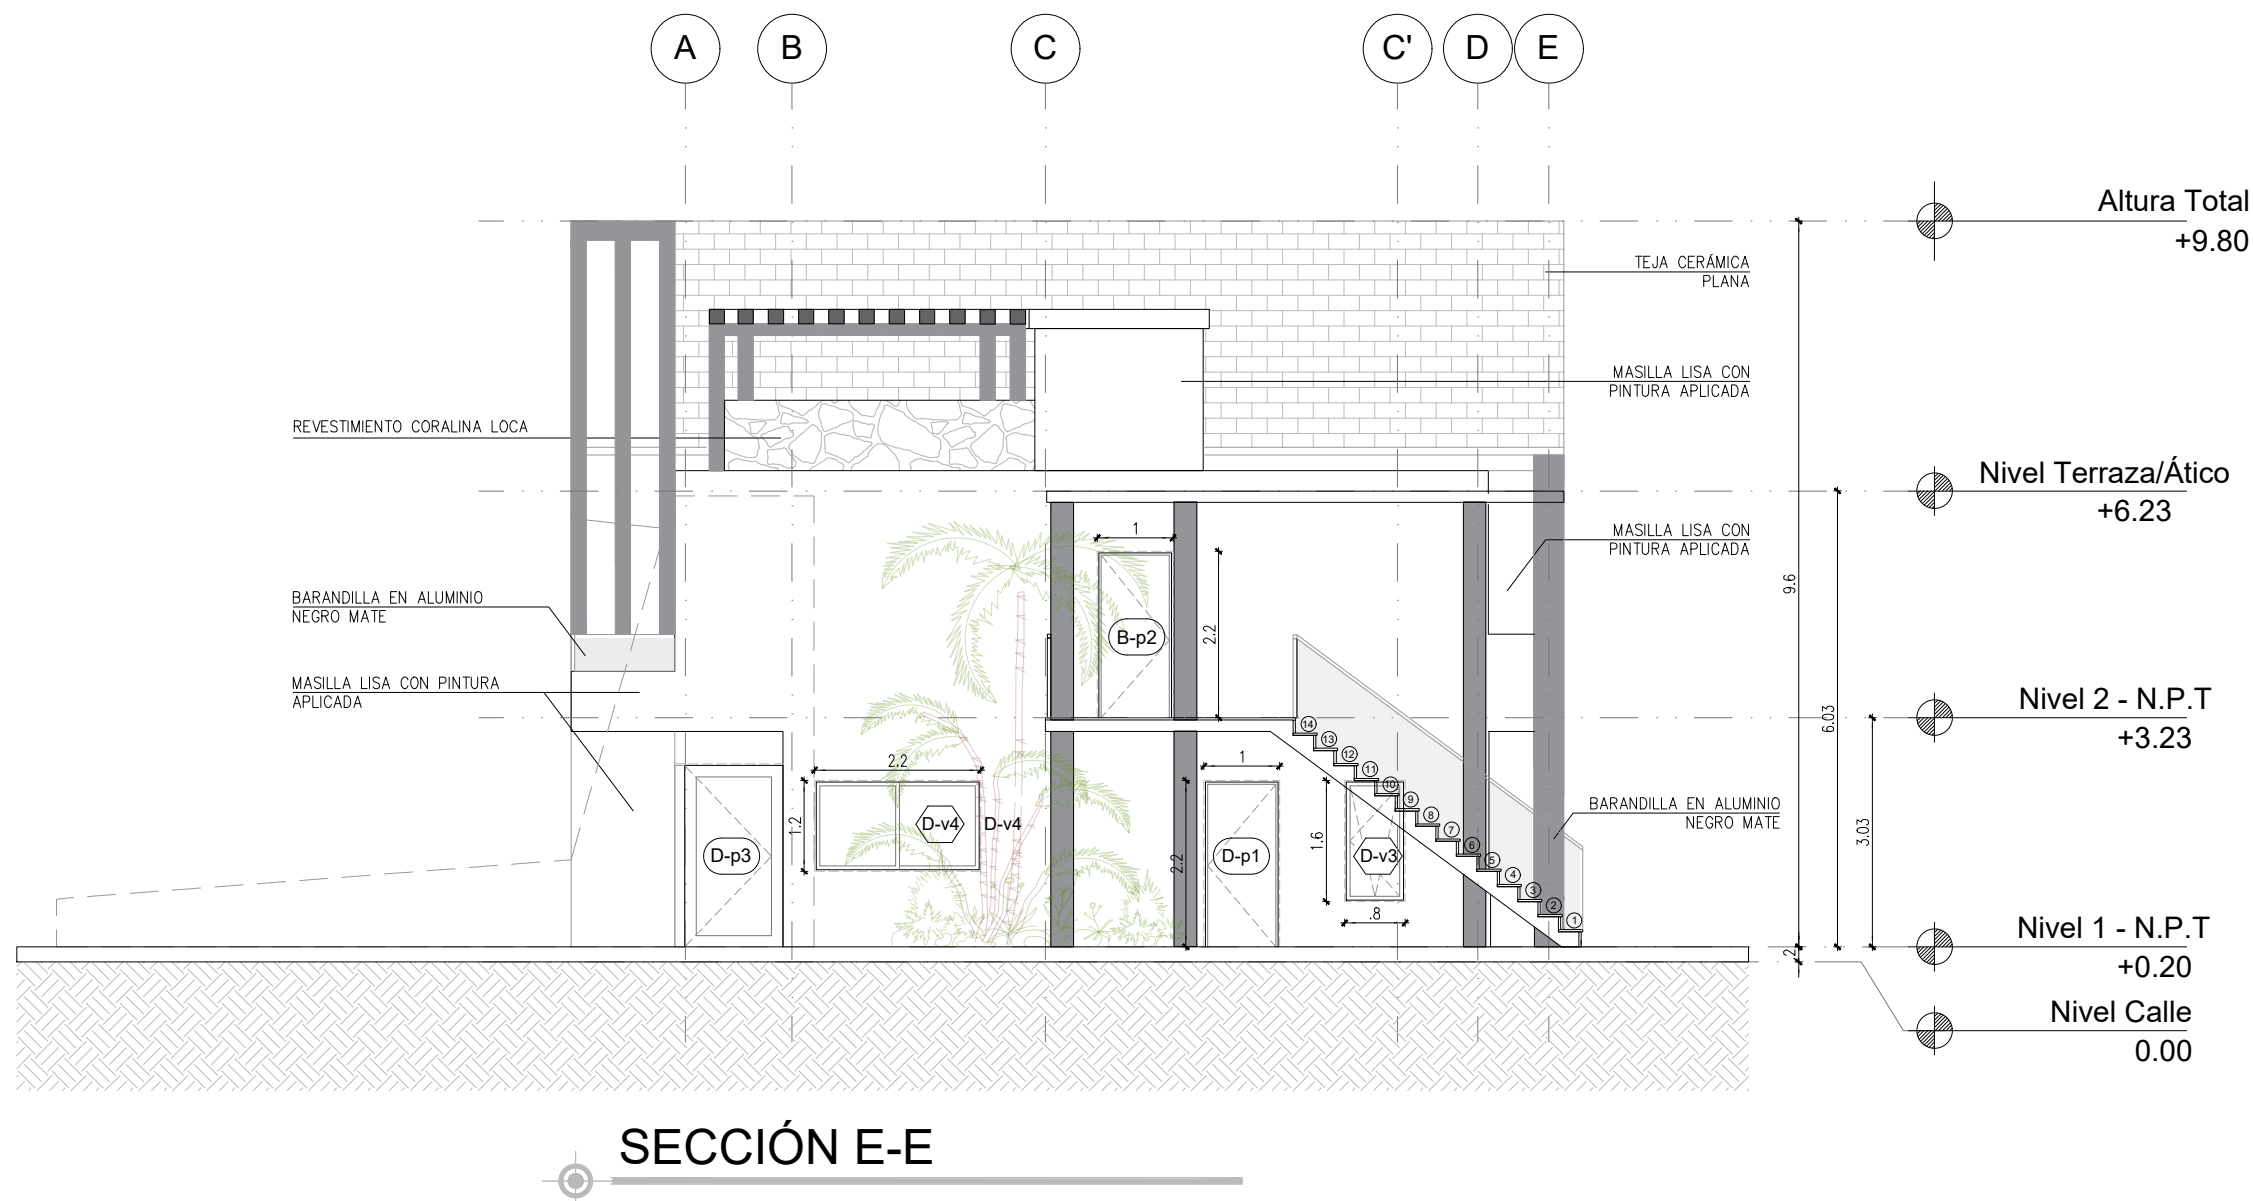 A B C C' D E
Altura Total
+9.80
TEJA CERÁMICA
PLANA
MASILLA LISA CON
PINTURA APLICADA
REVESTIMIENTO CORALINA LOCA
Nivel Terraza/Ático
+6.23
MASILLA LISA CON
PINTURA APLICADA
1
9.6
BARANDILLA EN ALUMINIO
NEGRO MATE
B-p2
2.2
MASILLA LISA CON PINTURA
APLICADA
Nivel 2 - N.P.T
+3.23
6.03
14
13
12
11
10
9
8
7
6
5
4
3
2
1
2.2
1
1.2
D-v4
D-v4
BARANDILLA EN ALUMINIO
NEGRO MATE
3.03
D-p3
2.2
D-p1
1.6
D-v3
.8
Nivel 1 - N.P.T
+0.20
.2
Nivel Calle
0.00
SECCIÓN E-E